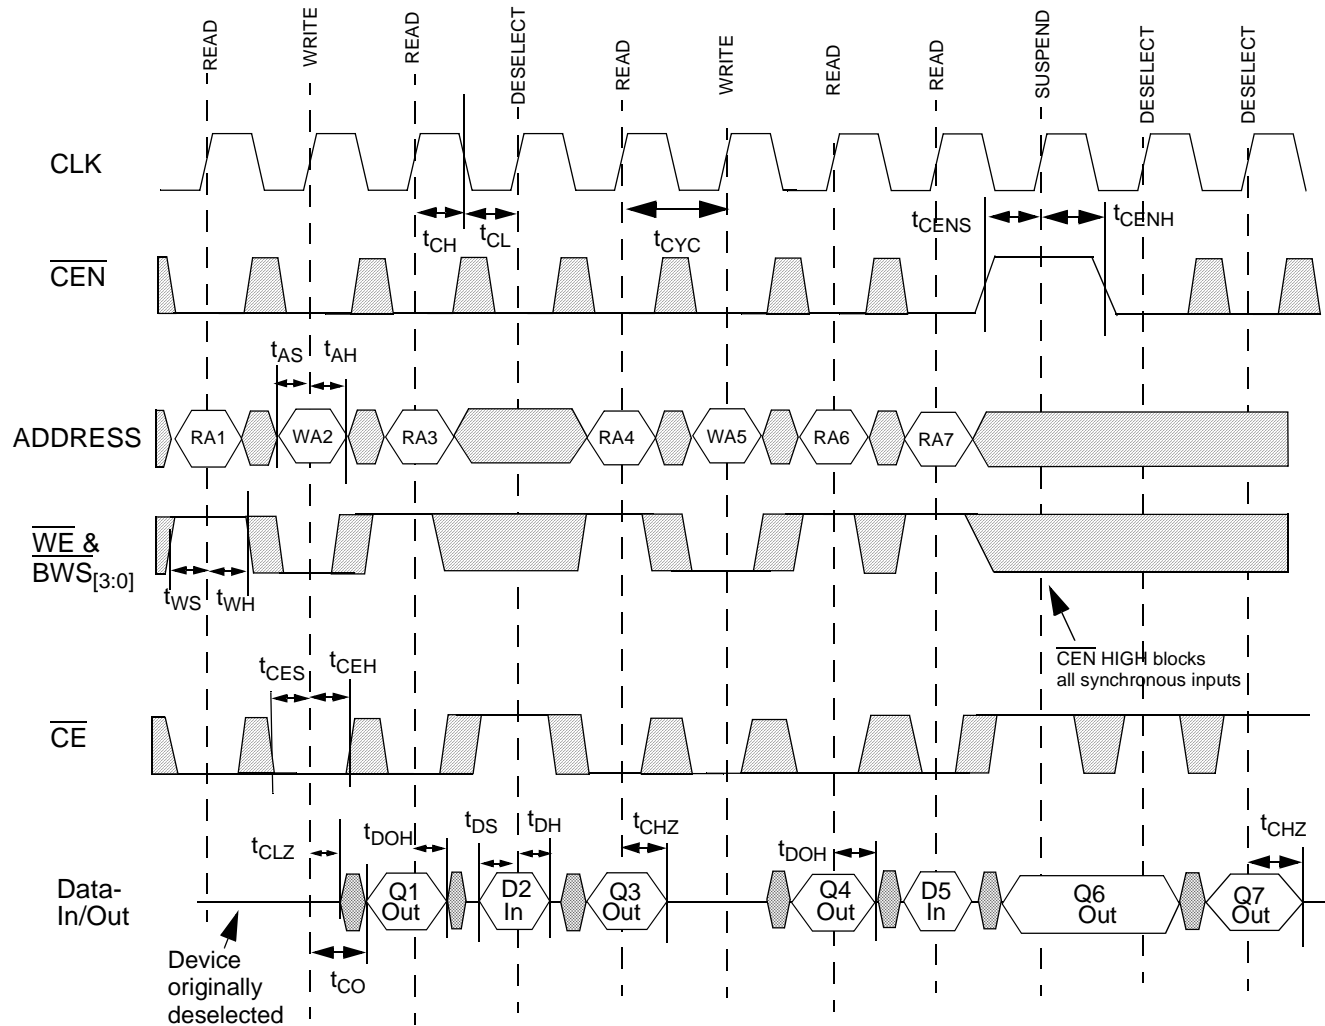 READ
WRITE
READ
DESELECT
READ
WRITE
READ
READ
SUSPEND
DESELECT
DESELECT
CLK
tCH
tCL
tCYC
tCENS
tCENH
CEN
tAS
tAH
ADDRESS
RA1
WA2
RA3
RA4
WA5
RA6
RA7
WE &
BWS[3:0]
tWS
tWH
CEN HIGH blocks
all synchronous inputs
tCES
tCEH
CE
tCLZ
tDOH
tDS
tDH
tCHZ
tDOH
tCHZ
Data-
In/Out
Q1
Out
D2
In
Q3
Out
Q4
Out
D5
In
Q6
Out
Q7
Out
tCO
Device
originally
deselected